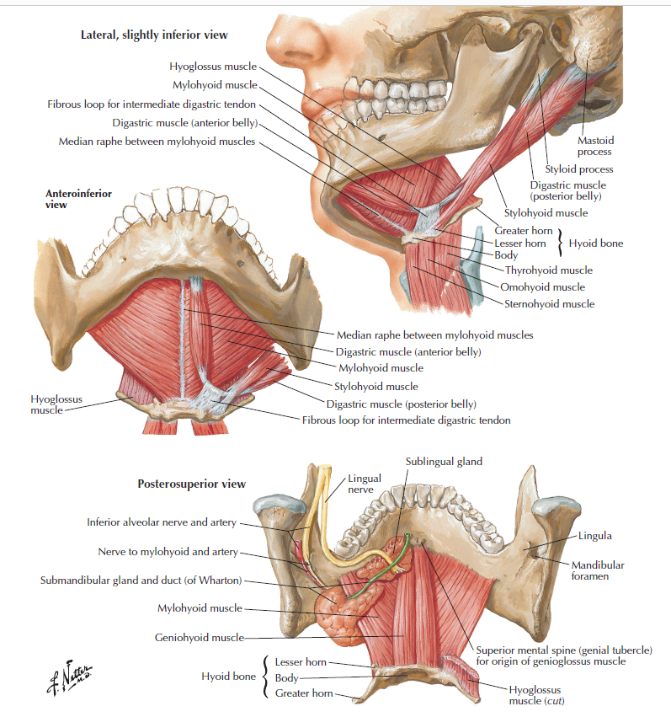 Lateral, slightly inferior view
Hyoglossus muscle
Mylohyoid muscle
Fibrous loop for intermediate digastric tendon
Digastric muscle (anterior belly)
Median raphe between mylohyoid muscles
Mastoid
process
Styloid process
Digastric muscle
(posterior belly)
Stylohyoid muscle
Greater horn
Lesser horn
Body
Hyoid bone
Thyrohyoid muscle
Omohyoid muscle
Sternohyoid muscle
Anteroinferior
view
Median raphe between mylohyoid muscles
Digastric muscle (anterior belly)
Mylohyoid muscle
Stylohyoid muscle
Digastric muscle (posterior belly)
Fibrous loop for intermediate digastric tendon
Hyoglossus
muscle
Posterosuperior view
Sublingual gland
Lingual
nerve
Inferior alveolar nerve and artery
Nerve to mylohyoid and artery
Submandibular gland and duct (of Wharton)
Mylohyoid muscle
Geniohyoid muscle
Lingula
Mandibular
foramen
Superior mental spine (genial tubercle)
for origin of genioglossus muscle
Hyoid bone
Lesser horn
Body
Greater horn
Hyoglossus
muscle (cut)
F. Netter
M.D.